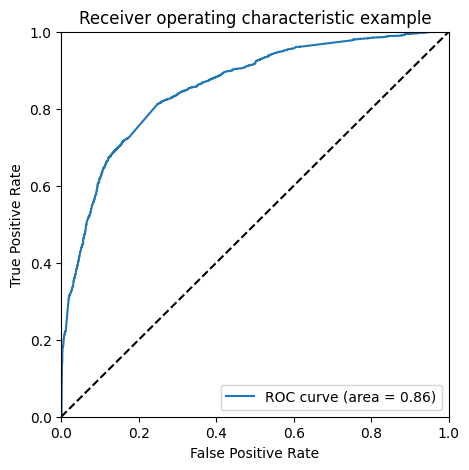 Receiver operating characteristic example
1.0
0.8
0.6
0.4
0.2
0.0
True Positive Rate
ROC curve (area = 0.86)
0.0 0.2 0.4 0.6 0.8 1.0
False Positive Rate